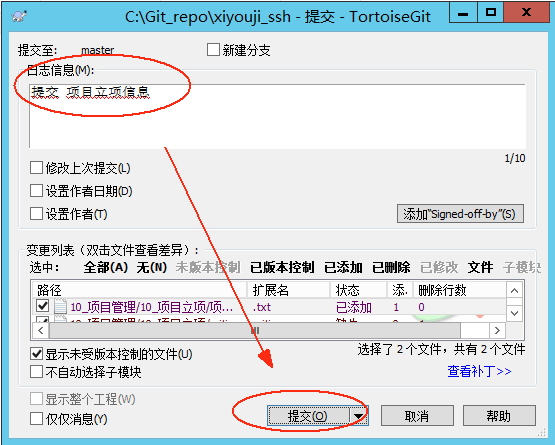 C:\Git_repo\xiyouji_ssh - 提交 - TortoiseGit
提交至: master 新建分支
日志信息(M):
提交 项目立项信息
1/10
修改上次提交(L)
设置作者日期(D)
设置作者(T)
添加"Signed-off-by"(S)
变更列表（双击文件查看差异）:
选中: 全部(A) 无(N) 未版本控制 已版本控制 已添加 已删除 已修改 文件 子模块
路径 扩展名 状态 添. 删除行数
10_项目管理/10_项目立项/项... .txt 已添加 1 0
显示未受版本控制的文件(U)
选择了 2 个文件，共有 2 个文件
不自动选择子模块
查看补丁>>
显示整个工程(W)
仅仅消息(Y)
提交(O) 取消 帮助